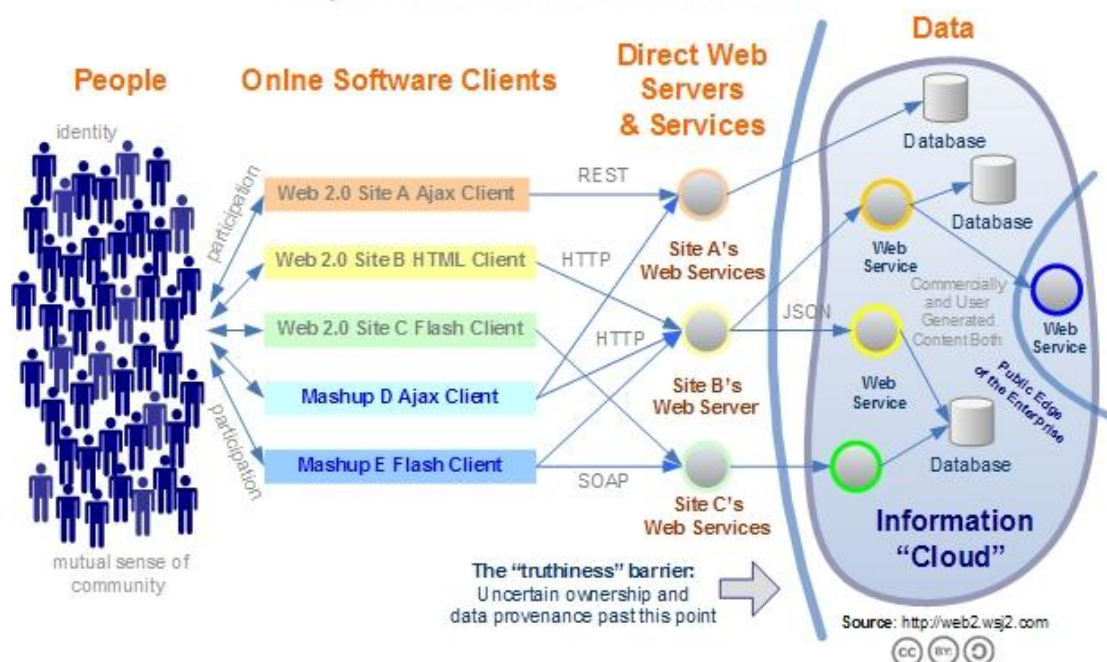 Data
People
Onlne Software Clients
Direct Web
Servers
& Services
identity
Database
participation
REST
Web 2.0 Site A Ajax Client
Database
Web 2.0 Site B HTML Client
HTTP
Site A's
Web Services
Web
Service
Commercially
and User
Generated
Content Both
Web
Service
JSON
Web 2.0 Site C Flash Client
HTTP
Public Edge
of the Enterprise
Mashup D Ajax Client
Site B's
Web Server
Web
Service
participation
Mashup E Flash Client
SOAP
Database
Site C's
Web Services
Information
“Cloud”
mutual sense of
community
The “truthiness” barrier:
Uncertain ownership and
data provenance past this point
Source: http://web2.wsj2.com
cc BY: